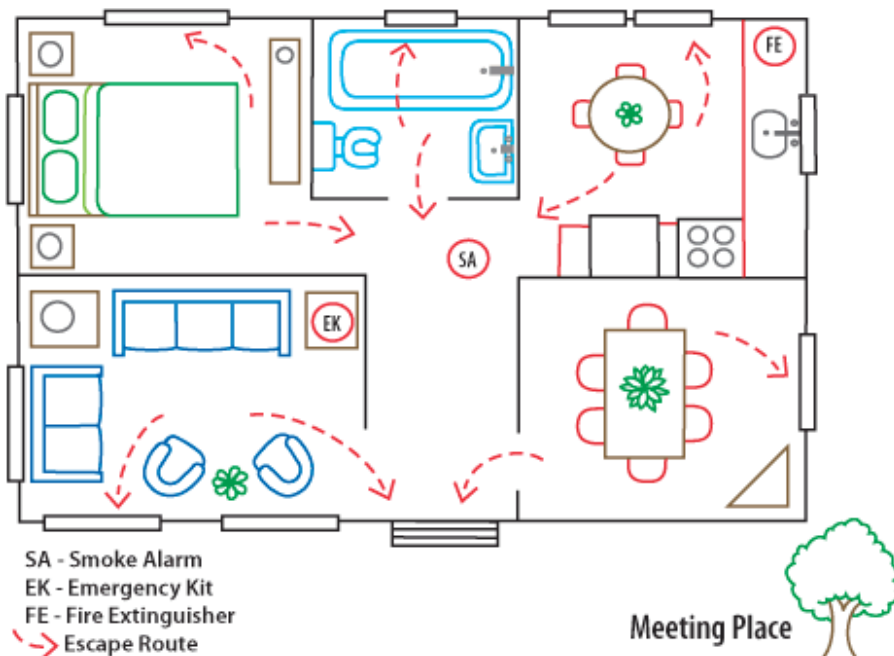 FE
SA
EK
SA - Smoke Alarm
EK - Emergency Kit
FE - Fire Extinguisher
Escape Route
Meeting Place